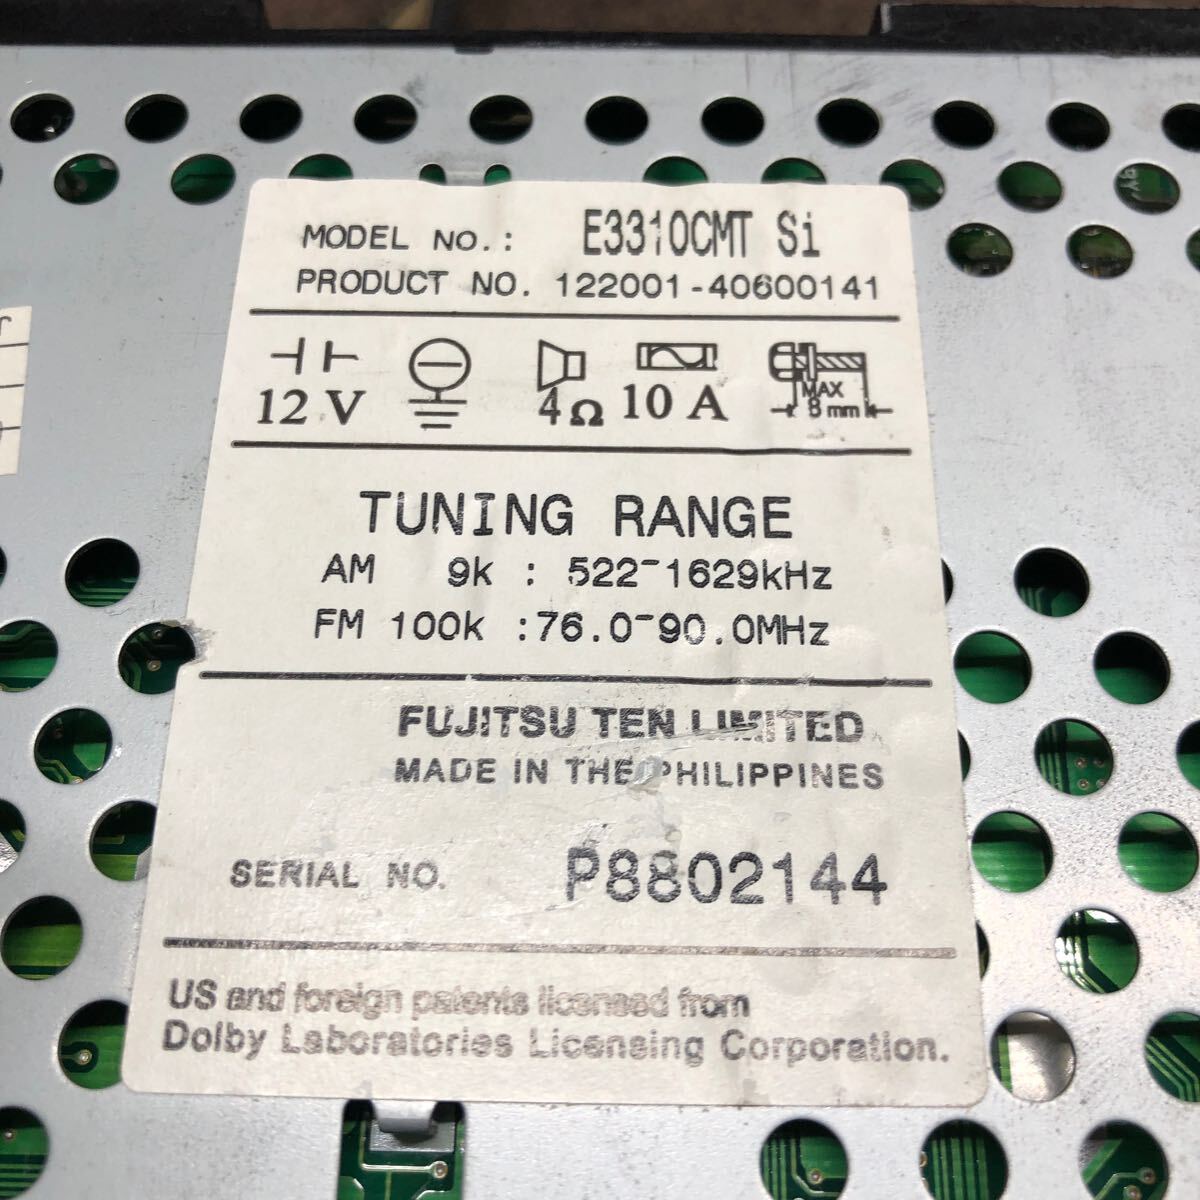 MODEL NO.: E3310CMT Si
PRODUCT NO. 122001-40600141
12 V 4Ω 10 A MAX 8 mm
TUNING RANGE
AM 9k : 522~1629kHz
FM 100k :76.0~90.0MHz
FUJITSU TEN LIMITED
MADE IN THE PHILIPPINES
SERIAL NO. P8802144
US and foreign patents licensed from
Dolby Laboratories Licensing Corporation.